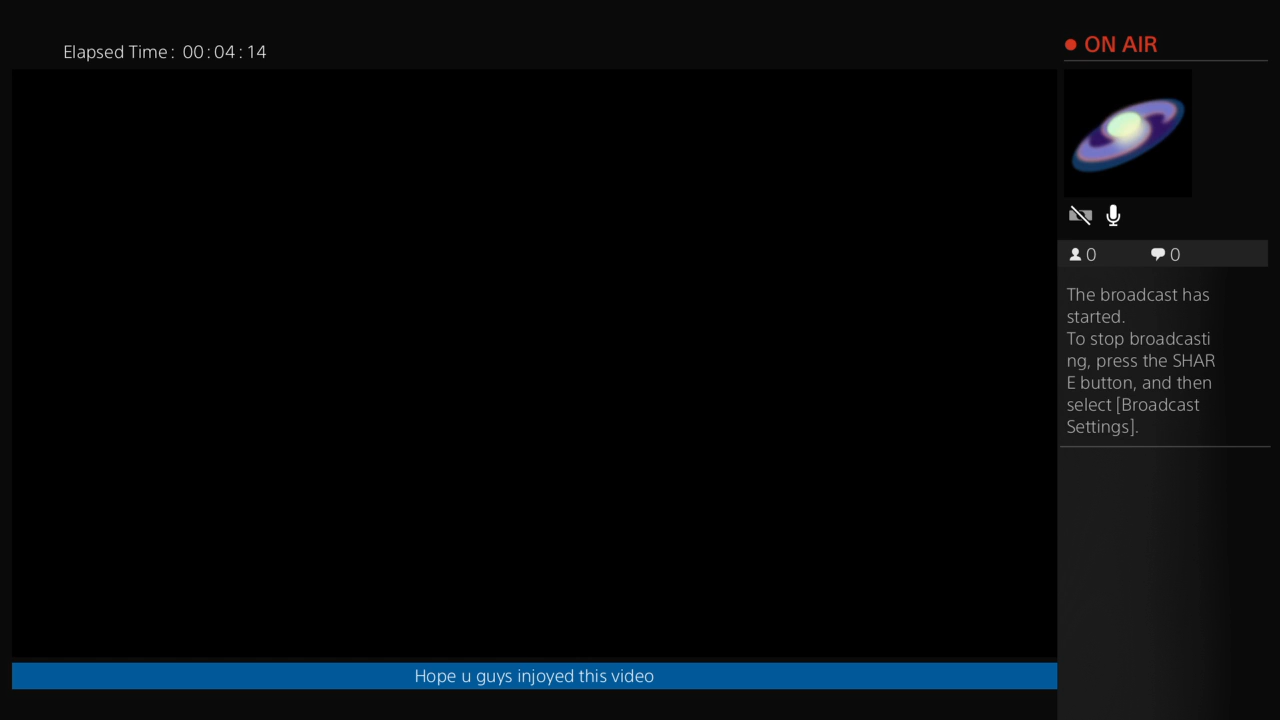 Elapsed Time: 00:04:14
ON AIR
0 0
The broadcast has
started.
To stop broadcasti
ng, press the SHAR
E button, and then
select [Broadcast
Settings].
Hope u guys injoyed this video